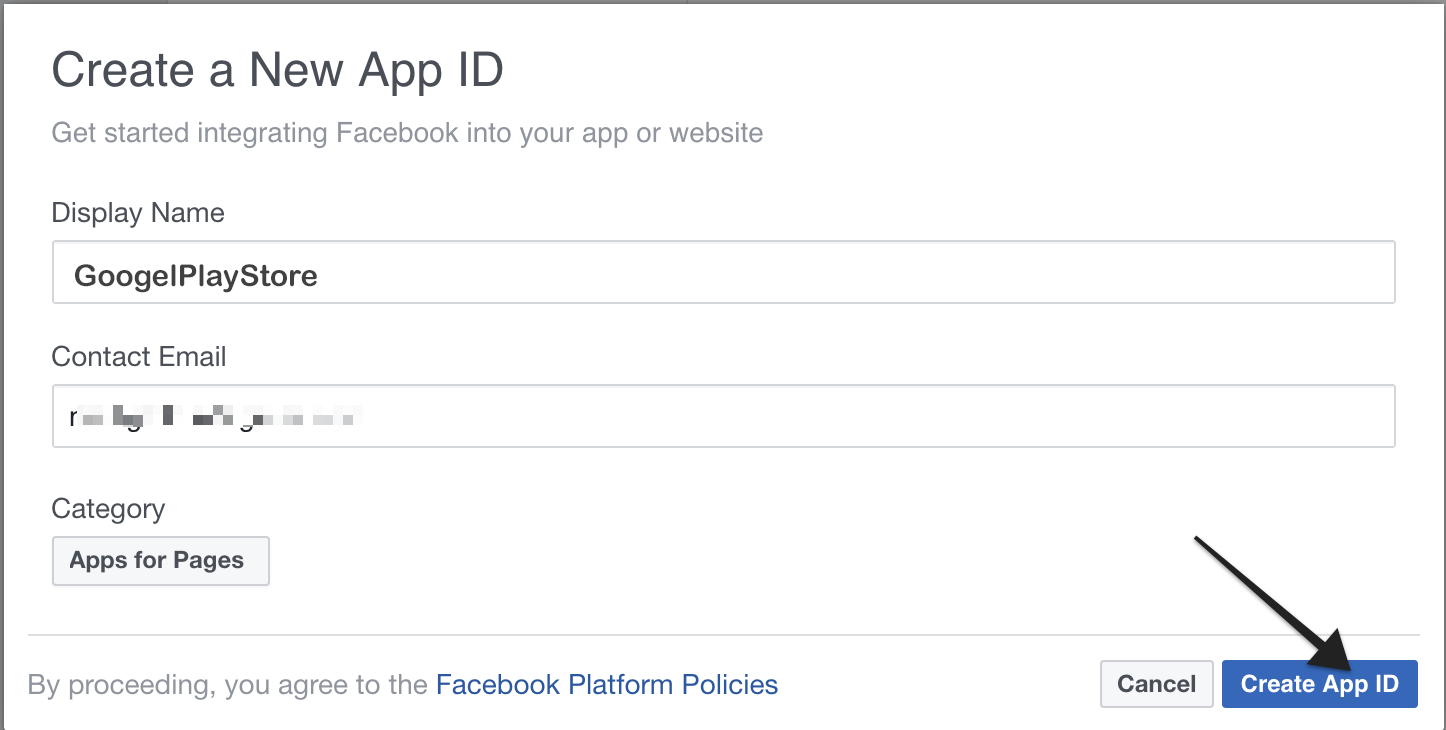 Create a New App ID
Get started integrating Facebook into your app or website
Display Name
GoogelPlayStore
Contact Email
Category
Apps for Pages
By proceeding, you agree to the Facebook Platform Policies
Cancel
Create App ID